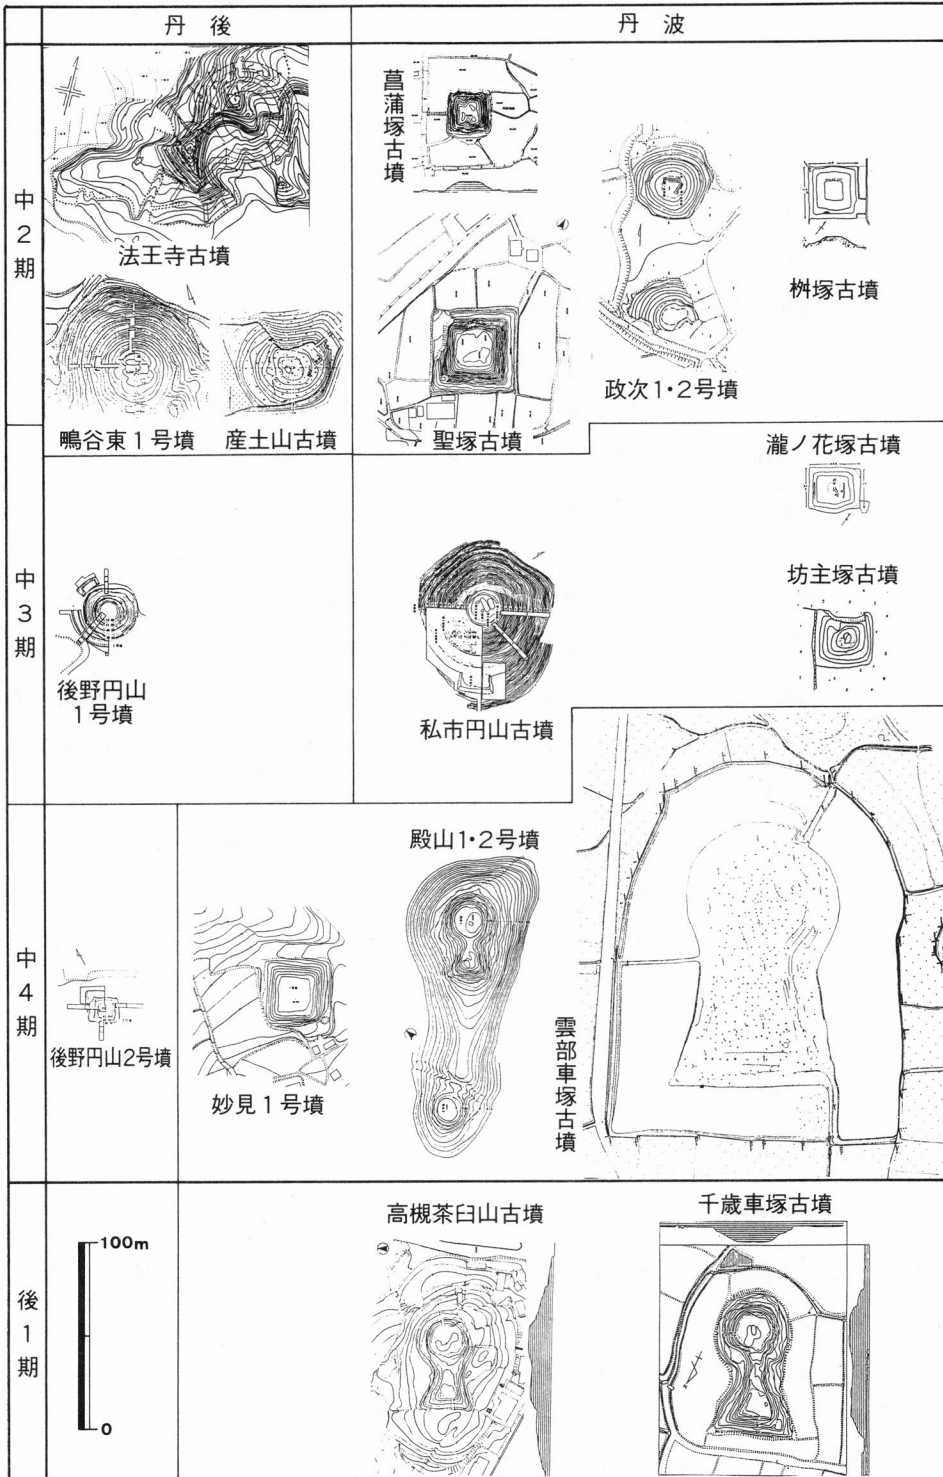 丹後
丹波
中2期
法王寺古墳
鴫谷東1号墳
産土山古墳
菖蒲塚古墳
聖塚古墳
政次1・2号墳
桝塚古墳
中3期
後野円山
1号墳
私市円山古墳
瀧ノ花塚古墳
坊主塚古墳
中4期
後野円山2号墳
妙見1号墳
殿山1・2号墳
雲部車塚古墳
後1期
100m
0
高槻茶臼山古墳
千歳車塚古墳